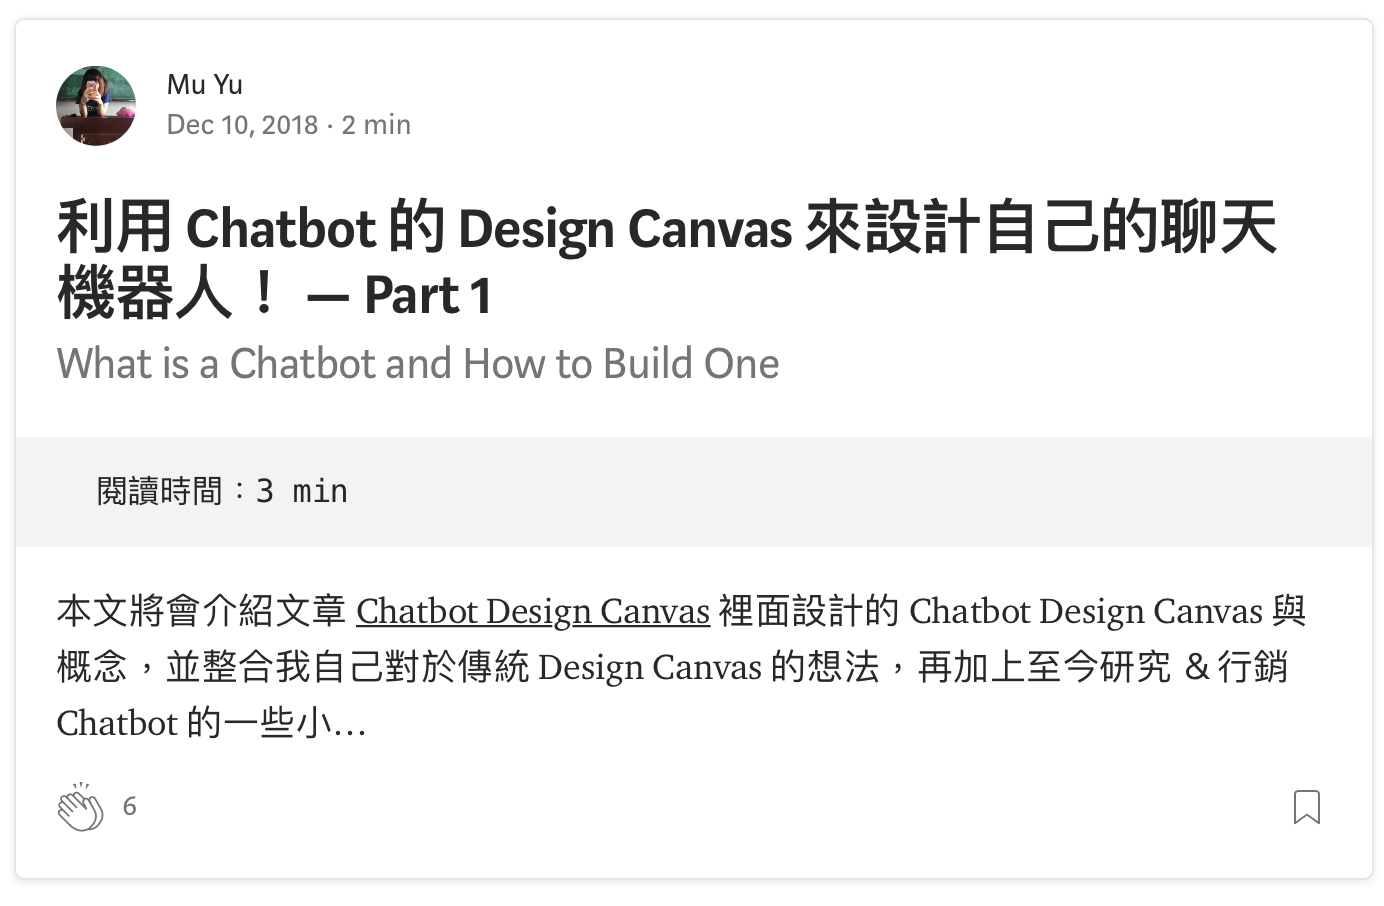 Mu Yu
Dec 10, 2018 · 2 min
利用 Chatbot 的 Design Canvas 來設計自己的聊天
機器人！ — Part 1
What is a Chatbot and How to Build One
閱讀時間：3 min
本文將會介紹文章 Chatbot Design Canvas 裡面設計的 Chatbot Design Canvas 與
概念，並整合我自己對於傳統 Design Canvas 的想法，再加上至今研究 & 行銷
Chatbot 的一些小…
6